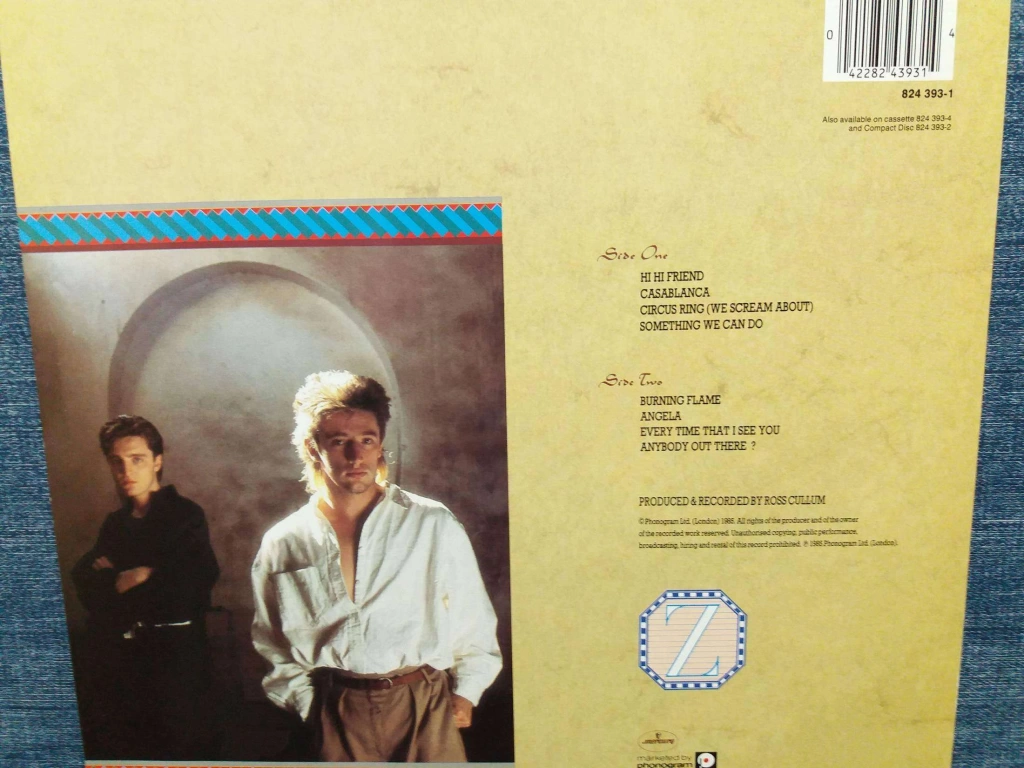 0 42282 43931 4
824 393-1
Also available on cassette 824 393-4
and Compact Disc 824 393-2
Side One
HI HI FRIEND
CASABLANCA
CIRCUS RING (WE SCREAM ABOUT)
SOMETHING WE CAN DO
Side Two
BURNING FLAME
ANGELA
EVERY TIME THAT I SEE YOU
ANYBODY OUT THERE ?
PRODUCED & RECORDED BY ROSS CULLUM
© Phonogram Ltd. (London) 1985. All rights of the producer and of the owner
of the recorded work reserved. Unauthorised copying, public performance,
broadcasting, hiring and rental of this record prohibited. ℗ 1985 Phonogram Ltd. (London).
Z
mercury
marketed by
phonogram